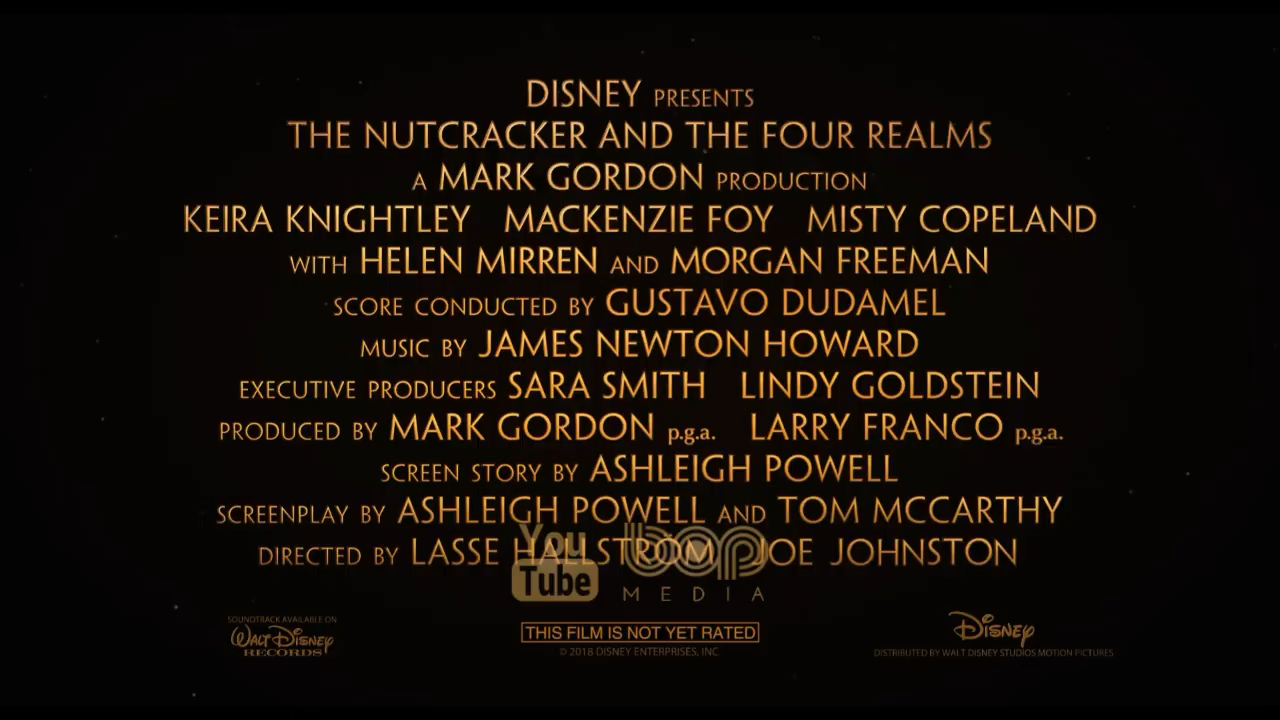 DISNEY PRESENTS
THE NUTCRACKER AND THE FOUR REALMS
A MARK GORDON PRODUCTION
KEIRA KNIGHTLEY MACKENZIE FOY MISTY COPELAND
WITH HELEN MIRREN AND MORGAN FREEMAN
SCORE CONDUCTED BY GUSTAVO DUDAMEL
MUSIC BY JAMES NEWTON HOWARD
EXECUTIVE PRODUCERS SARA SMITH LINDY GOLDSTEIN
PRODUCED BY MARK GORDON p.g.a. LARRY FRANCO p.g.a.
SCREEN STORY BY ASHLEIGH POWELL
SCREENPLAY BY ASHLEIGH POWELL AND TOM MCCARTHY
DIRECTED BY LASSE HALLSTRÖM JOE JOHNSTON
You Tube bop
MEDIA
SOUNDTRACK AVAILABLE ON
WALT DISNEY
RECORDS
THIS FILM IS NOT YET RATED
© 2018 DISNEY ENTERPRISES, INC.
DISNEY
DISTRIBUTED BY WALT DISNEY STUDIOS MOTION PICTURES